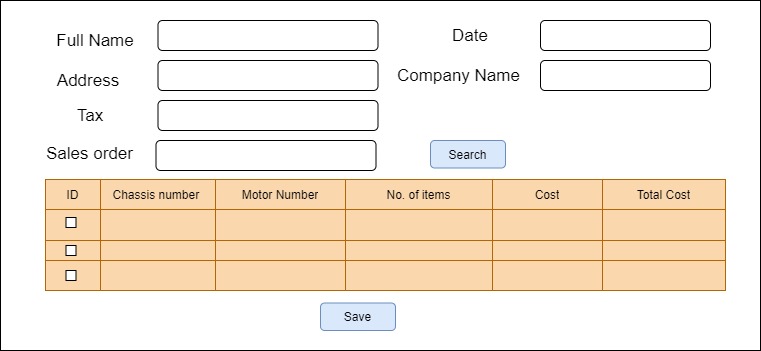 Full Name
Date
Address
Company Name
Tax
Sales order
Search
ID Chassis number Motor Number No. of items Cost Total Cost
Save